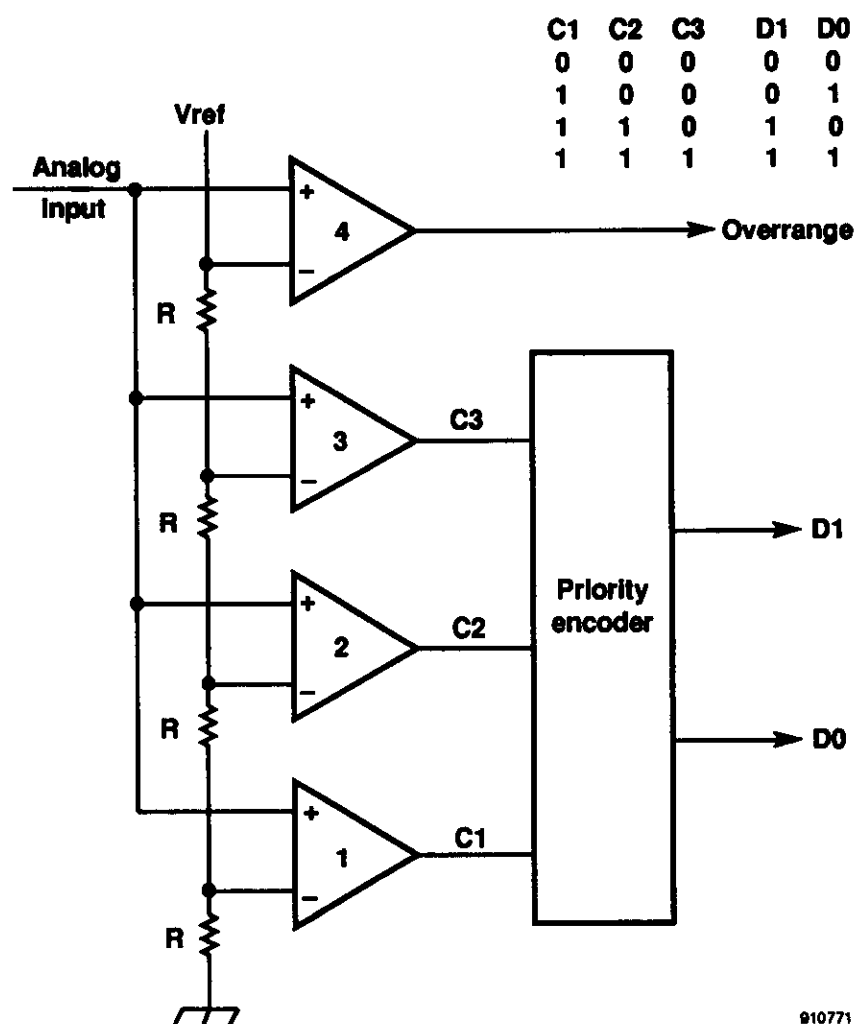 C1 C2 C3 D1 D0
0 0 0 0 0
1 0 0 0 1
1 1 0 1 0
1 1 1 1 1
Vref
Analog
Input
+
4
−
Overrange
R
+
3
−
C3
R
D1
+
2
−
C2
Priority
encoder
R
D0
+
1
−
C1
R
910771